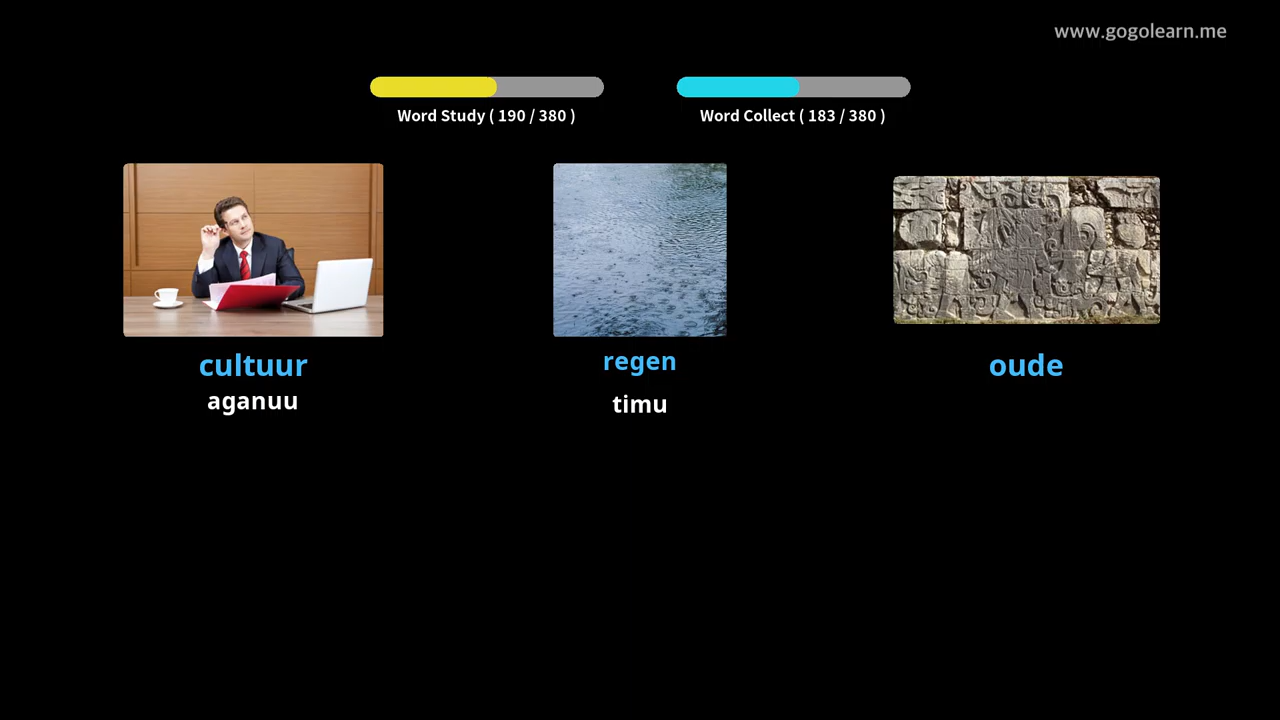 www.gogolearn.me
Word Study ( 190 / 380 )
Word Collect ( 183 / 380 )
cultuur
aganuu
regen
timu
oude